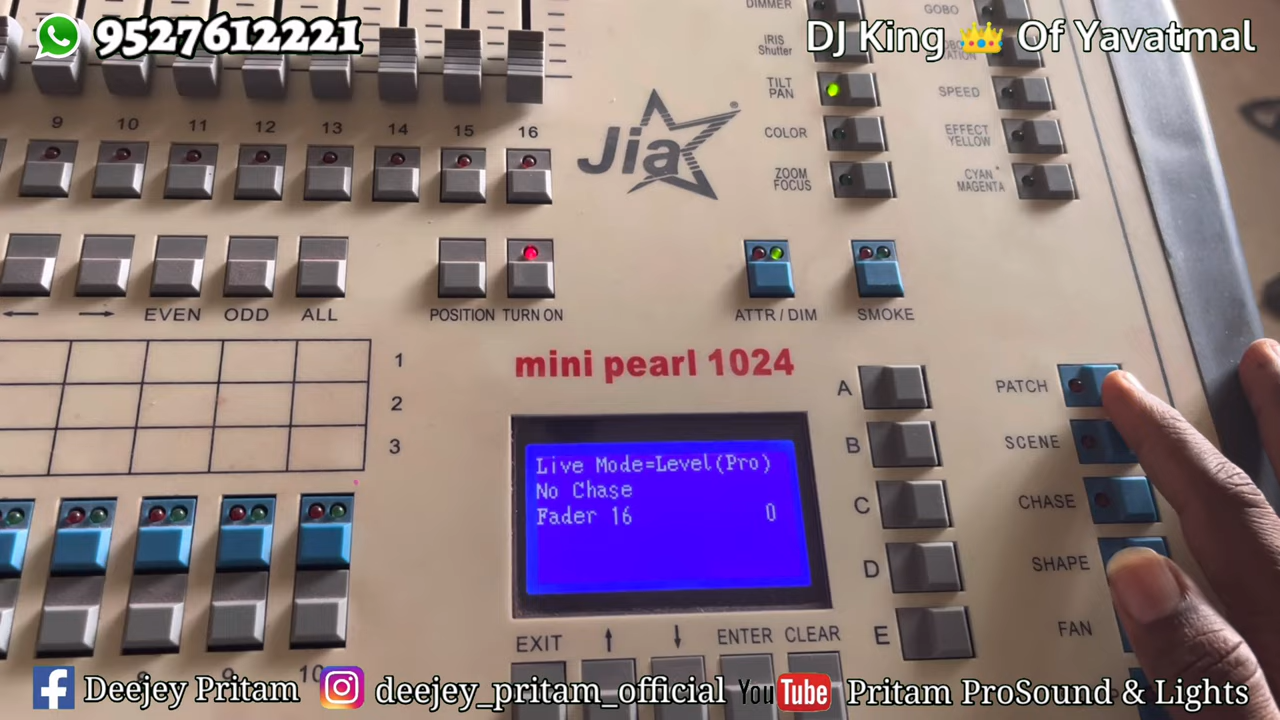 9527612221
DJ King 👑 Of Yavatmal
DIMMER
GOBO
IRIS
Shutter
TILT
PAN
SPEED
COLOR
EFFECT
YELLOW
ZOOM
FOCUS
CYAN
MAGENTA
9 10 11 12 13 14 15 16
Jia
EVEN ODD ALL
POSITION TURN ON
ATTR / DIM SMOKE
mini pearl 1024
1
2
3
A
B
C
D
E
PATCH
SCENE
CHASE
SHAPE
FAN
Live Mode=Level(Pro)
No Chase
Fader 16 0
EXIT ↑ ↓ ENTER CLEAR
9 10
Deejey Pritam deejey_pritam_official YouTube Pritam ProSound & Lights